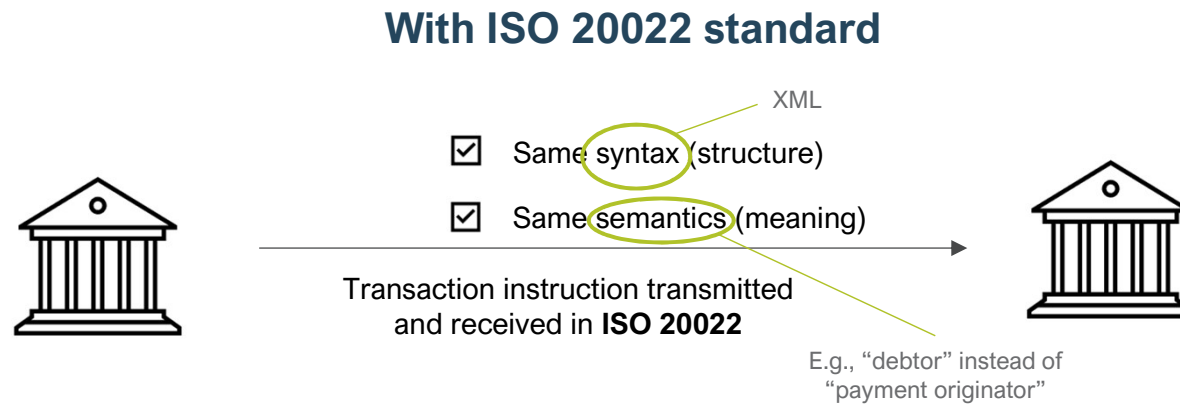 With ISO 20022 standard
XML
Same syntax (structure)
Same semantics (meaning)
Transaction instruction transmitted
and received in ISO 20022
E.g., “debtor” instead of
“payment originator”